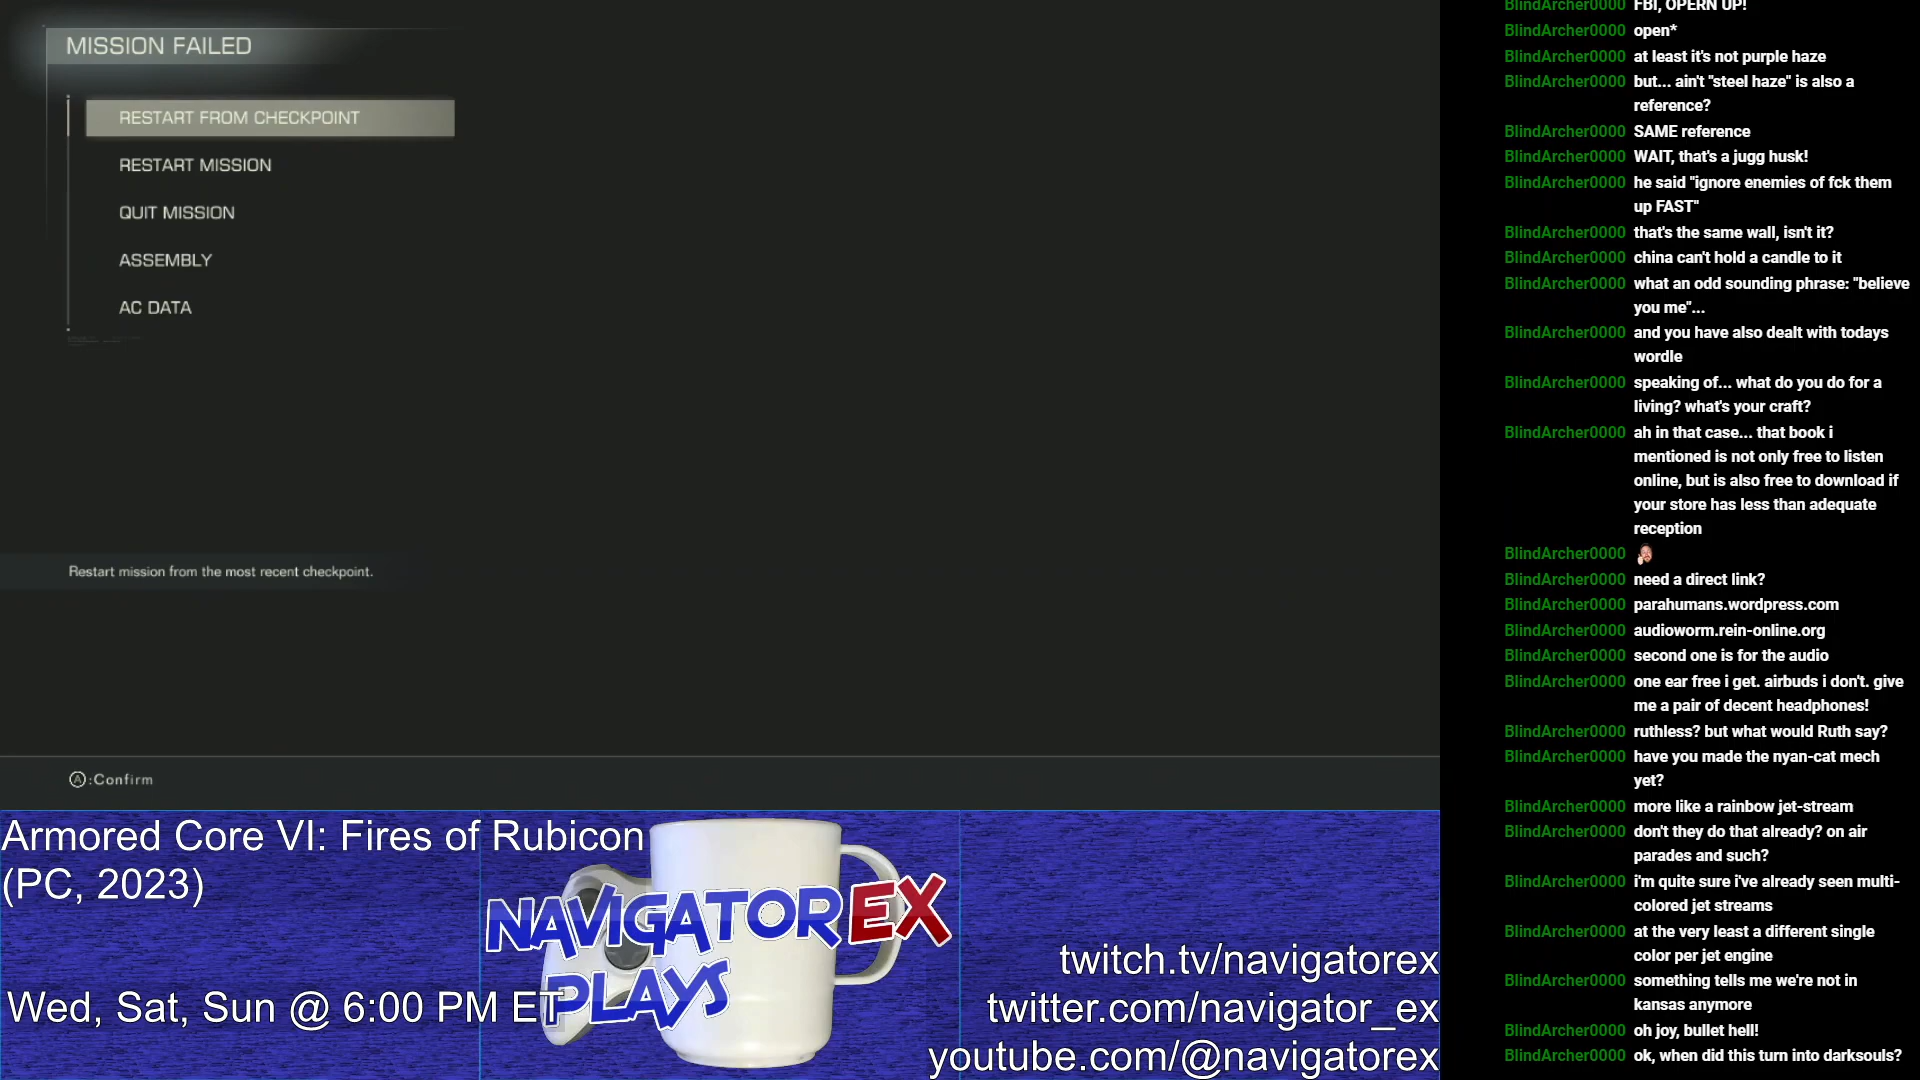 MISSION FAILED
RESTART FROM CHECKPOINT
RESTART MISSION
QUIT MISSION
ASSEMBLY
AC DATA
Restart mission from the most recent checkpoint.
Ⓐ:Confirm
Armored Core VI: Fires of Rubicon
(PC, 2023)
Wed, Sat, Sun @ 6:00 PM ET
NAVIGATOREX
PLAYS
twitch.tv/navigatorex
twitter.com/navigator_ex
youtube.com/@navigatorex
BlindArcher0000 FBI, OPERN UP!
BlindArcher0000 open*
BlindArcher0000 at least it's not purple haze
BlindArcher0000 but... ain't "steel haze" is also a
reference?
BlindArcher0000 SAME reference
BlindArcher0000 WAIT, that's a jugg husk!
BlindArcher0000 he said "ignore enemies of fck them
up FAST"
BlindArcher0000 that's the same wall, isn't it?
BlindArcher0000 china can't hold a candle to it
BlindArcher0000 what an odd sounding phrase: "believe
you me"...
BlindArcher0000 and you have also dealt with todays
wordle
BlindArcher0000 speaking of... what do you do for a
living? what's your craft?
BlindArcher0000 ah in that case... that book i
mentioned is not only free to listen
online, but is also free to download if
your store has less than adequate
reception
BlindArcher0000
BlindArcher0000 need a direct link?
BlindArcher0000 parahumans.wordpress.com
BlindArcher0000 audioworm.rein-online.org
BlindArcher0000 second one is for the audio
BlindArcher0000 one ear free i get. airbuds i don't. give
me a pair of decent headphones!
BlindArcher0000 ruthless? but what would Ruth say?
BlindArcher0000 have you made the nyan-cat mech
yet?
BlindArcher0000 more like a rainbow jet-stream
BlindArcher0000 don't they do that already? on air
parades and such?
BlindArcher0000 i'm quite sure i've already seen multi-
colored jet streams
BlindArcher0000 at the very least a different single
color per jet engine
BlindArcher0000 something tells me we're not in
kansas anymore
BlindArcher0000 oh joy, bullet hell!
BlindArcher0000 ok, when did this turn into darksouls?